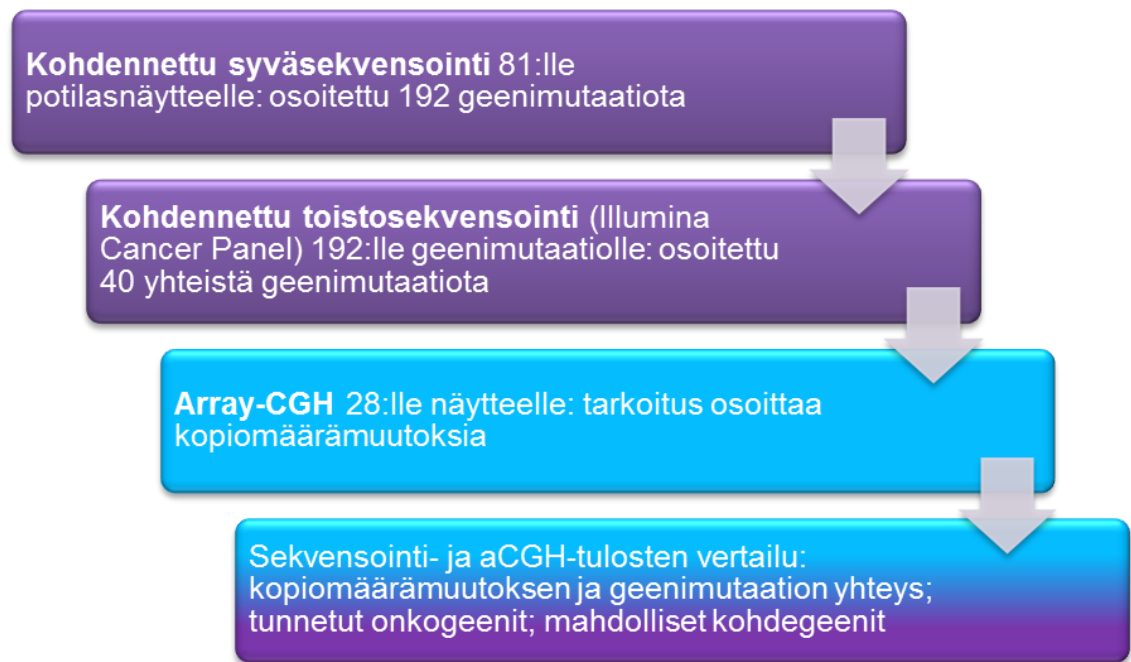 Kohdennettu syväsekvensointi 81:lle
potilasnäytteelle: osoitettu 192 geenimutaatiota
Kohdennettu toistosekvensointi (Illumina
Cancer Panel) 192:lle geenimutaatiolle: osoitettu
40 yhteistä geenimutaatiota
Array-CGH 28:lle näytteelle: tarkoitus osoittaa
kopiomäärämuutoksia
Sekvensointi- ja aCGH-tulosten vertailu:
kopiomäärämuutoksen ja geenimutaation yhteys;
tunnetut onkogeenit; mahdolliset kohdegeenit